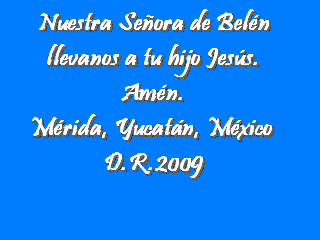 Nuestra Señora de Belén
llevanos a tu hijo Jesús.
Amén.
Mérida, Yucatán, México
D. R. 2009